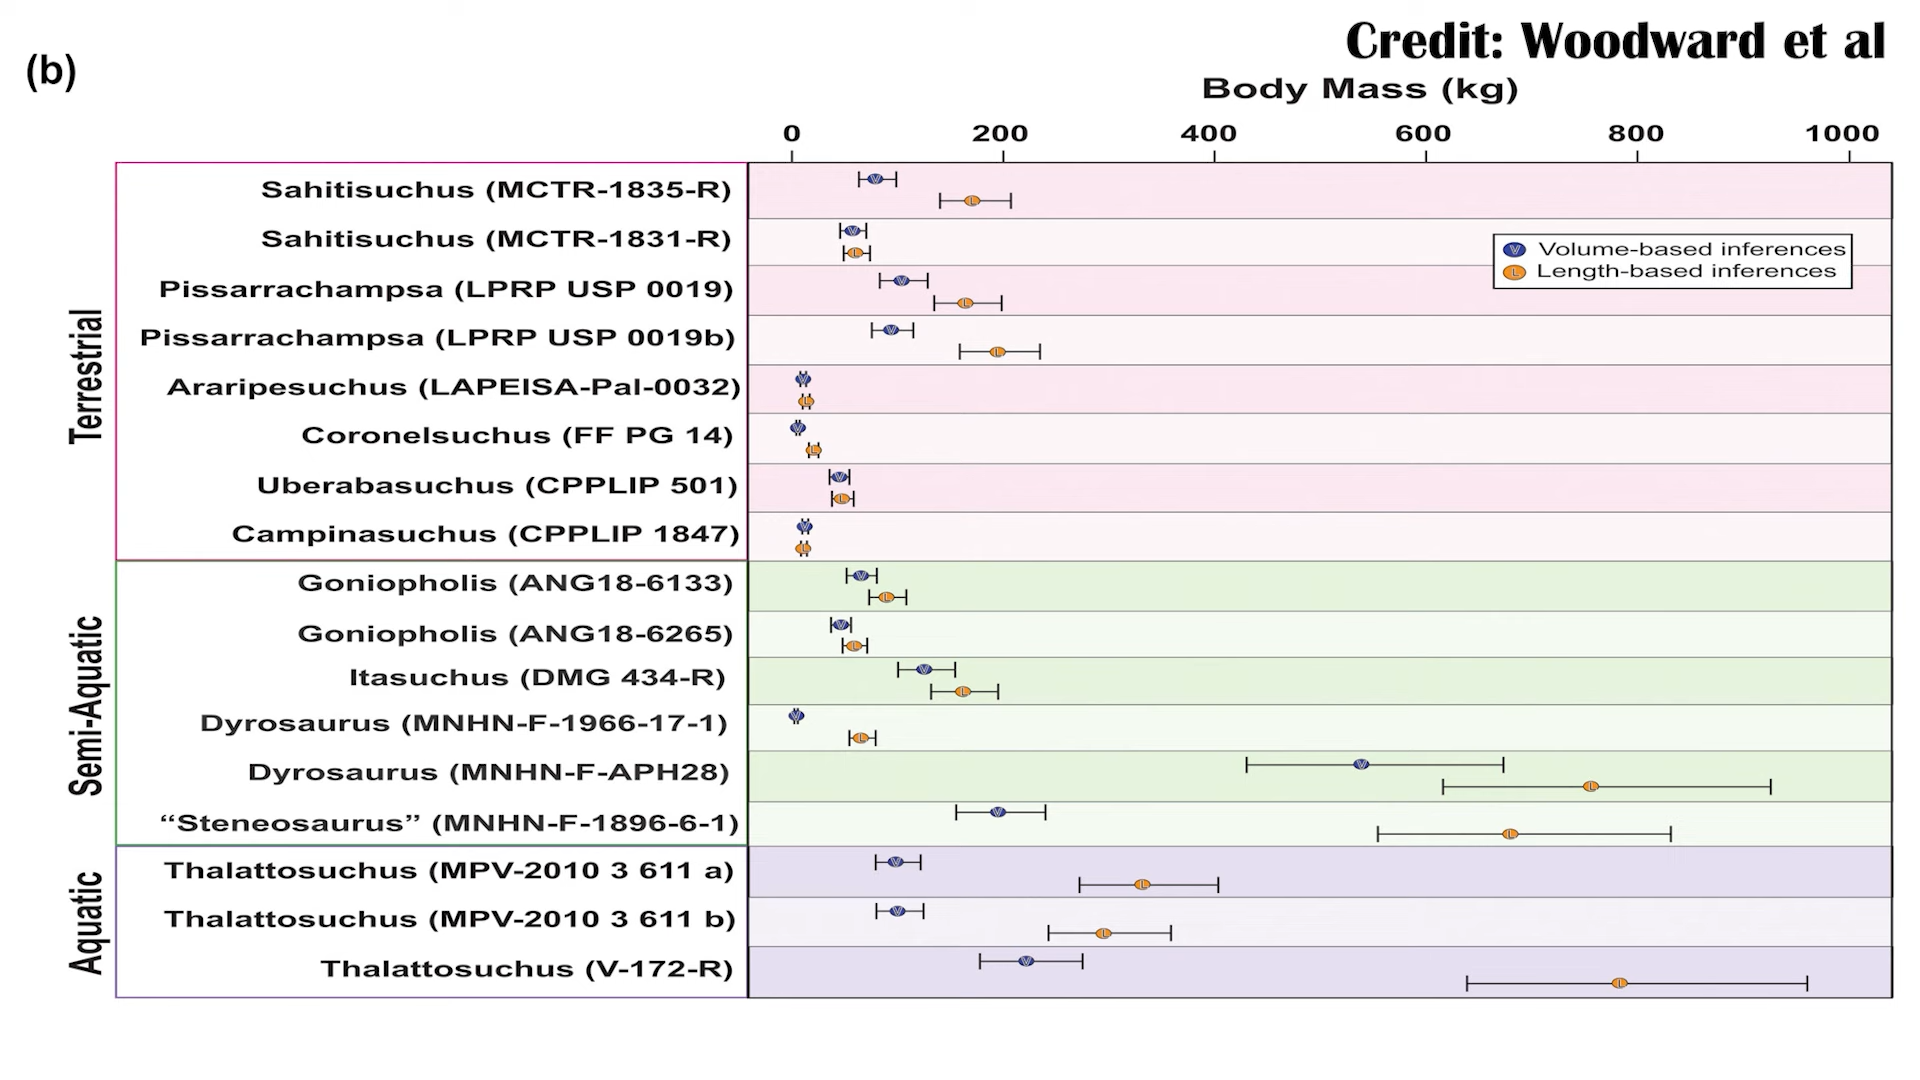 Credit: Woodward et al
(b)
Body Mass (kg)
0 200 400 600 800 1000
Terrestrial
Sahitisuchus (MCTR-1835-R)
Sahitisuchus (MCTR-1831-R)
Pissarrachampsa (LPRP USP 0019)
Pissarrachampsa (LPRP USP 0019b)
Araripesuchus (LAPEISA-Pal-0032)
Coronelsuchus (FF PG 14)
Uberabasuchus (CPPLIP 501)
Campinasuchus (CPPLIP 1847)
V Volume-based inferences
L Length-based inferences
Semi-Aquatic
Goniopholis (ANG18-6133)
Goniopholis (ANG18-6265)
Itasuchus (DMG 434-R)
Dyrosaurus (MNHN-F-1966-17-1)
Dyrosaurus (MNHN-F-APH28)
“Steneosaurus” (MNHN-F-1896-6-1)
Aquatic
Thalattosuchus (MPV-2010 3 611 a)
Thalattosuchus (MPV-2010 3 611 b)
Thalattosuchus (V-172-R)